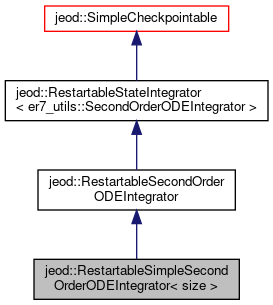 jeod::SimpleCheckpointable
jeod::RestartableStateIntegrator
< er7_utils::SecondOrderODEIntegrator >
jeod::RestartableSecondOrder
ODEIntegrator
jeod::RestartableSimpleSecond
OrderODEIntegrator< size >